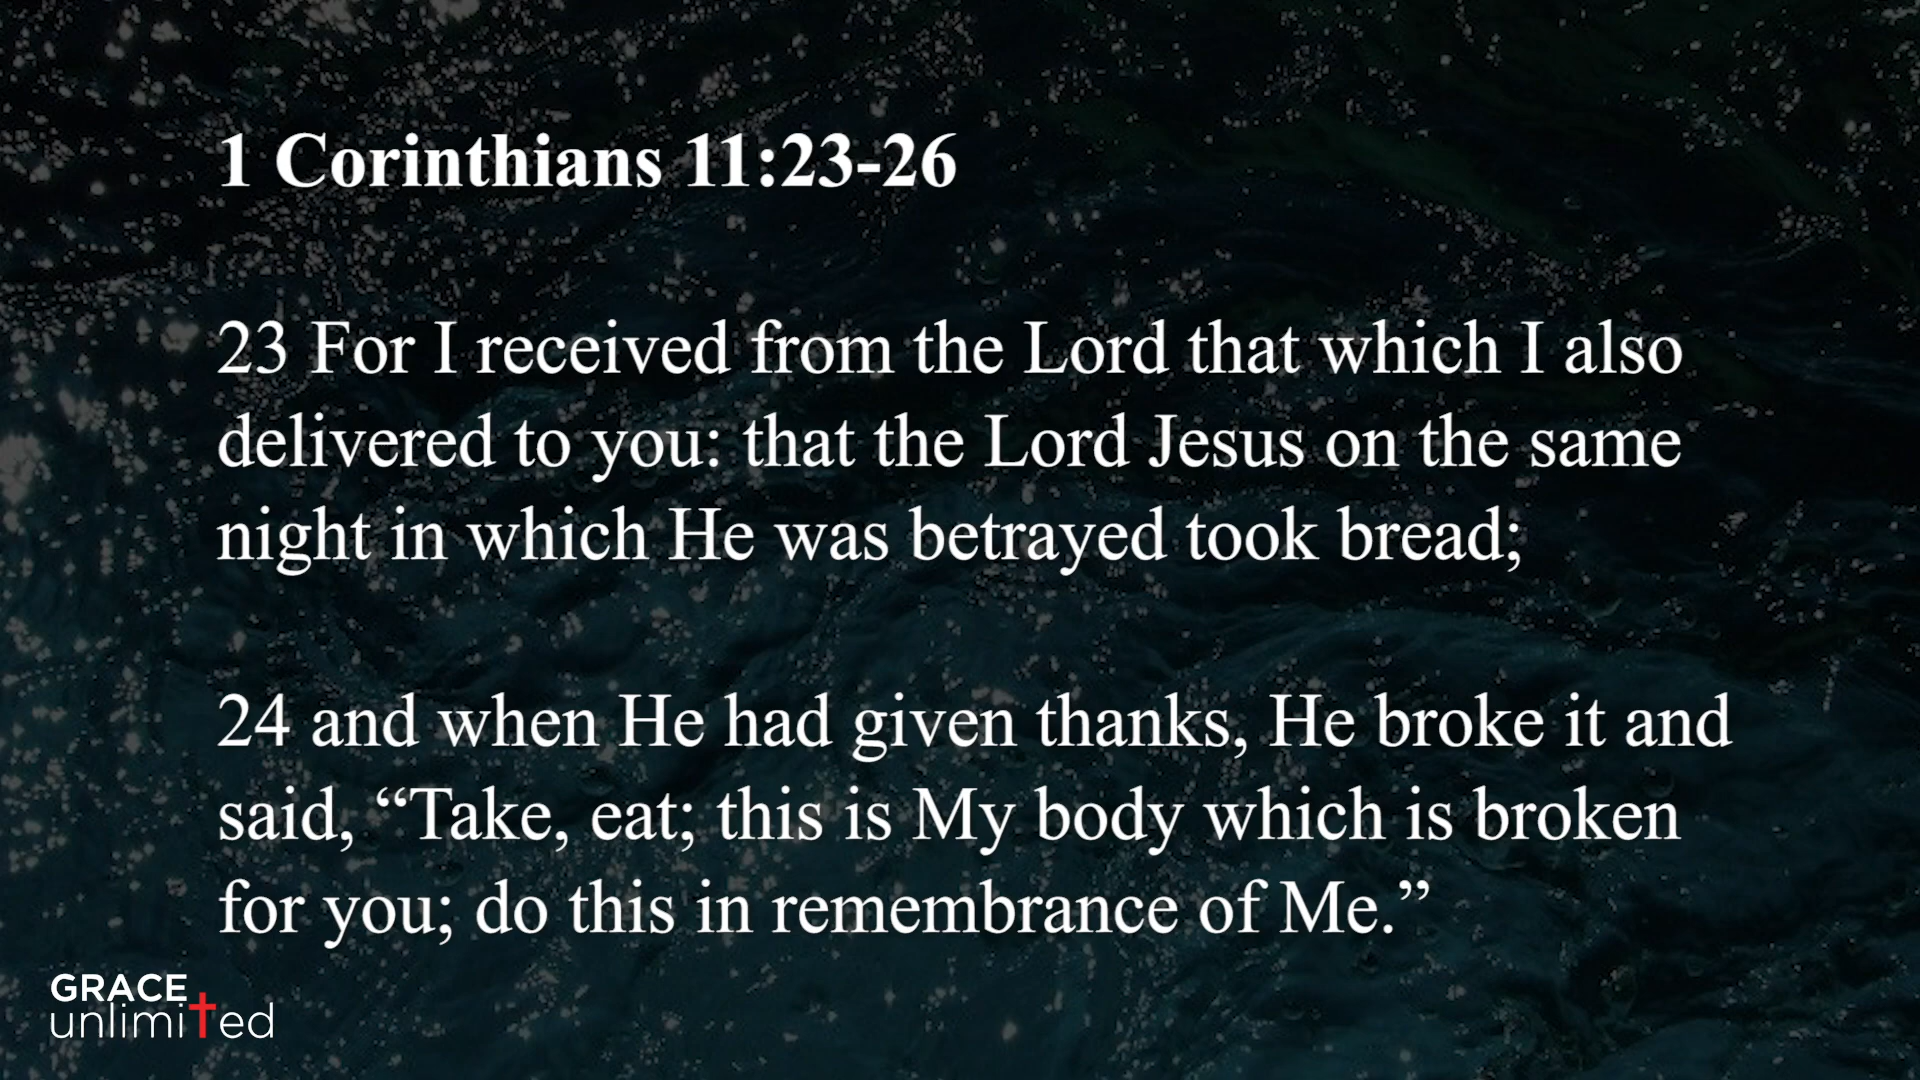 1 Corinthians 11:23-26
23 For I received from the Lord that which I also
delivered to you: that the Lord Jesus on the same
night in which He was betrayed took bread;
24 and when He had given thanks, He broke it and
said, “Take, eat; this is My body which is broken
for you; do this in remembrance of Me.”
GRACE
unlimited